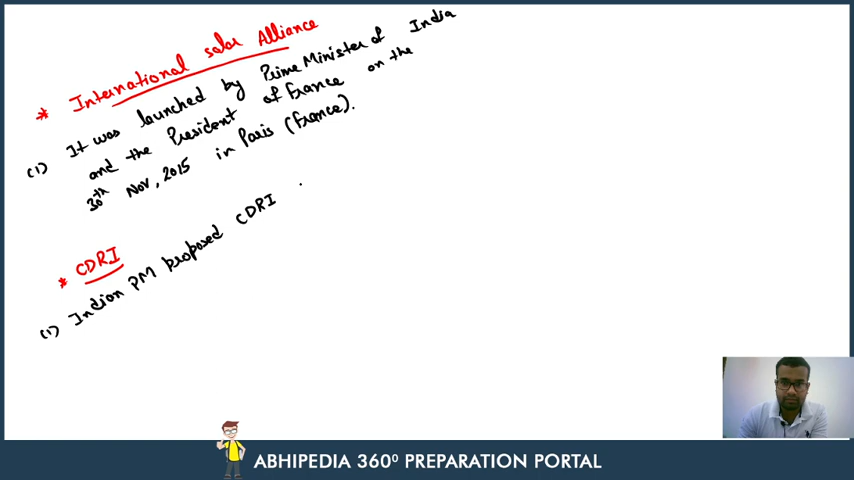 * International solar Alliance
(1) It was launched by Prime Minister of India
and the President of France on the
30th Nov, 2015 in Paris (France).
* CDRI
(1) Indian PM proposed CDRI
ABHIPEDIA 360⁰ PREPARATION PORTAL